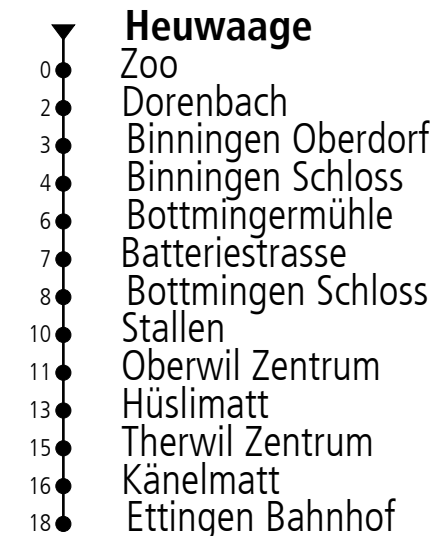 Heuwaage
0 Zoo
2 Dorenbach
3 Binningen Oberdorf
4 Binningen Schloss
6 Bottmingermühle
7 Batteriestrasse
8 Bottmingen Schloss
10 Stallen
11 Oberwil Zentrum
13 Hüslimatt
15 Therwil Zentrum
16 Känelmatt
18 Ettingen Bahnhof